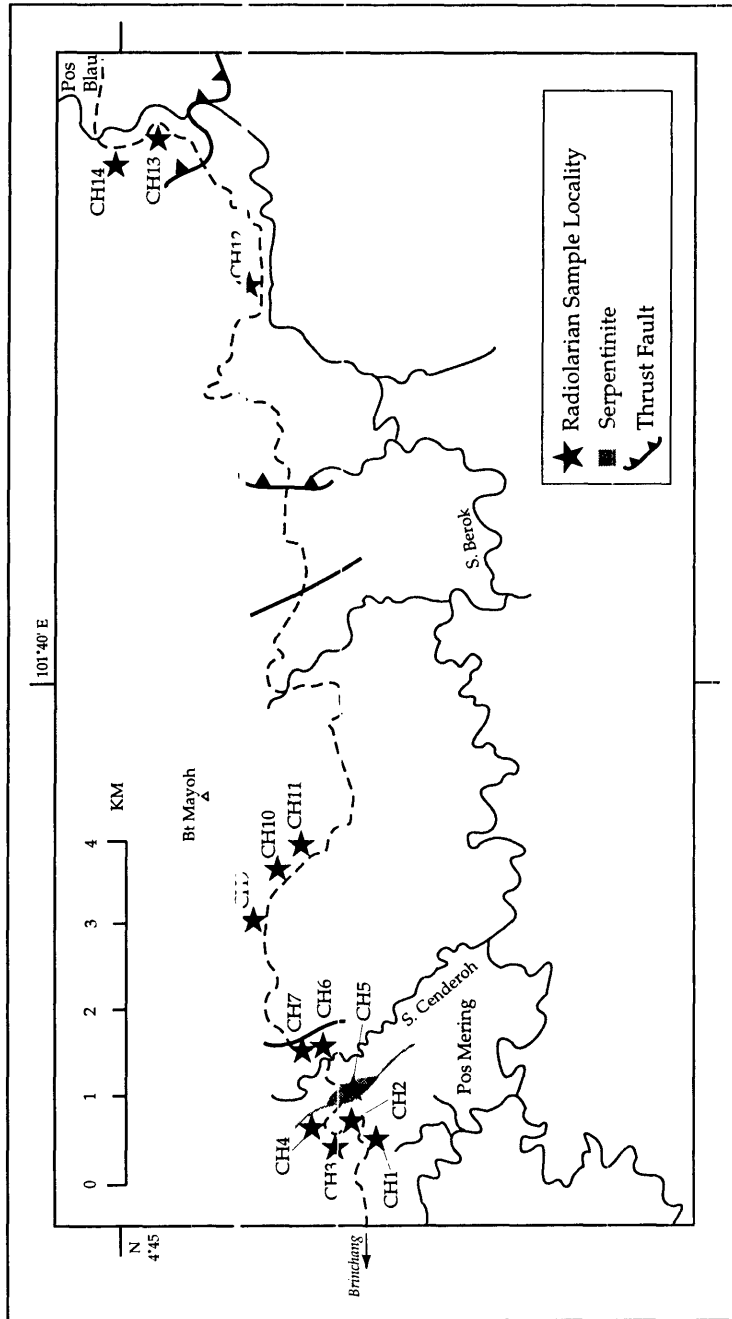 N
4°45
101°40' E
0
1
2
3
4
KM
Bt Mayoh
Pos
Blau
CH14
CH13
CH12
CH11
CH10
CH7
CH6
CH5
CH4
CH3
CH2
CH1
Brinchang
S. Cenderoh
Pos Mering
S. Berok
Radiolarian Sample Locality
Serpentinite
Thrust Fault